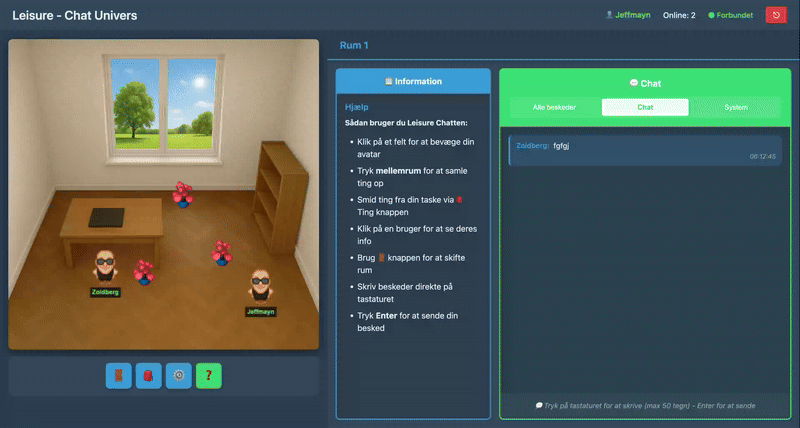 Leisure - Chat Univers
Jeffmayn
Online: 2
Forbundet
Rum 1
Information
Hjælp
Sådan bruger du Leisure Chatten:
Klik på et felt for at bevæge din
avatar
Tryk mellemrum for at samle
ting op
Smid ting fra din taske via
Ting knappen
Klik på en bruger for at se deres
info
Brug knappen for at skifte
rum
Skriv beskeder direkte på
tastaturet
Tryk Enter for at sende din
besked
Chat
Alle beskeder
Chat
System
Zoidberg: fgfgj
06:12:45
Tryk på tastaturet for at skrive (max 50 tegn) - Enter for at sende
Zoidberg
Jeffmayn
?